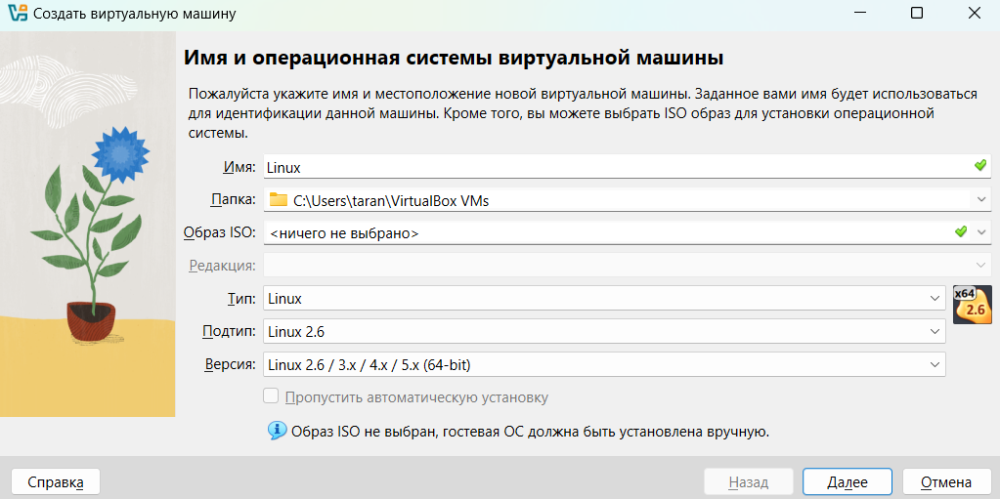 Создать виртуальную машину
Имя и операционная системы виртуальной машины
Пожалуйста укажите имя и местоположение новой виртуальной машины. Заданное вами имя будет использоваться
для идентификации данной машины. Кроме того, вы можете выбрать ISO образ для установки операционной
системы.
Имя: Linux
Папка: C:\Users\taran\VirtualBox VMs
Образ ISO: <ничего не выбрано>
Редакция:
Тип: Linux
x64
2.6
Подтип: Linux 2.6
Версия: Linux 2.6 / 3.x / 4.x / 5.x (64-bit)
Пропустить автоматическую установку
Образ ISO не выбран, гостевая ОС должна быть установлена вручную.
Справка Назад Далее Отмена